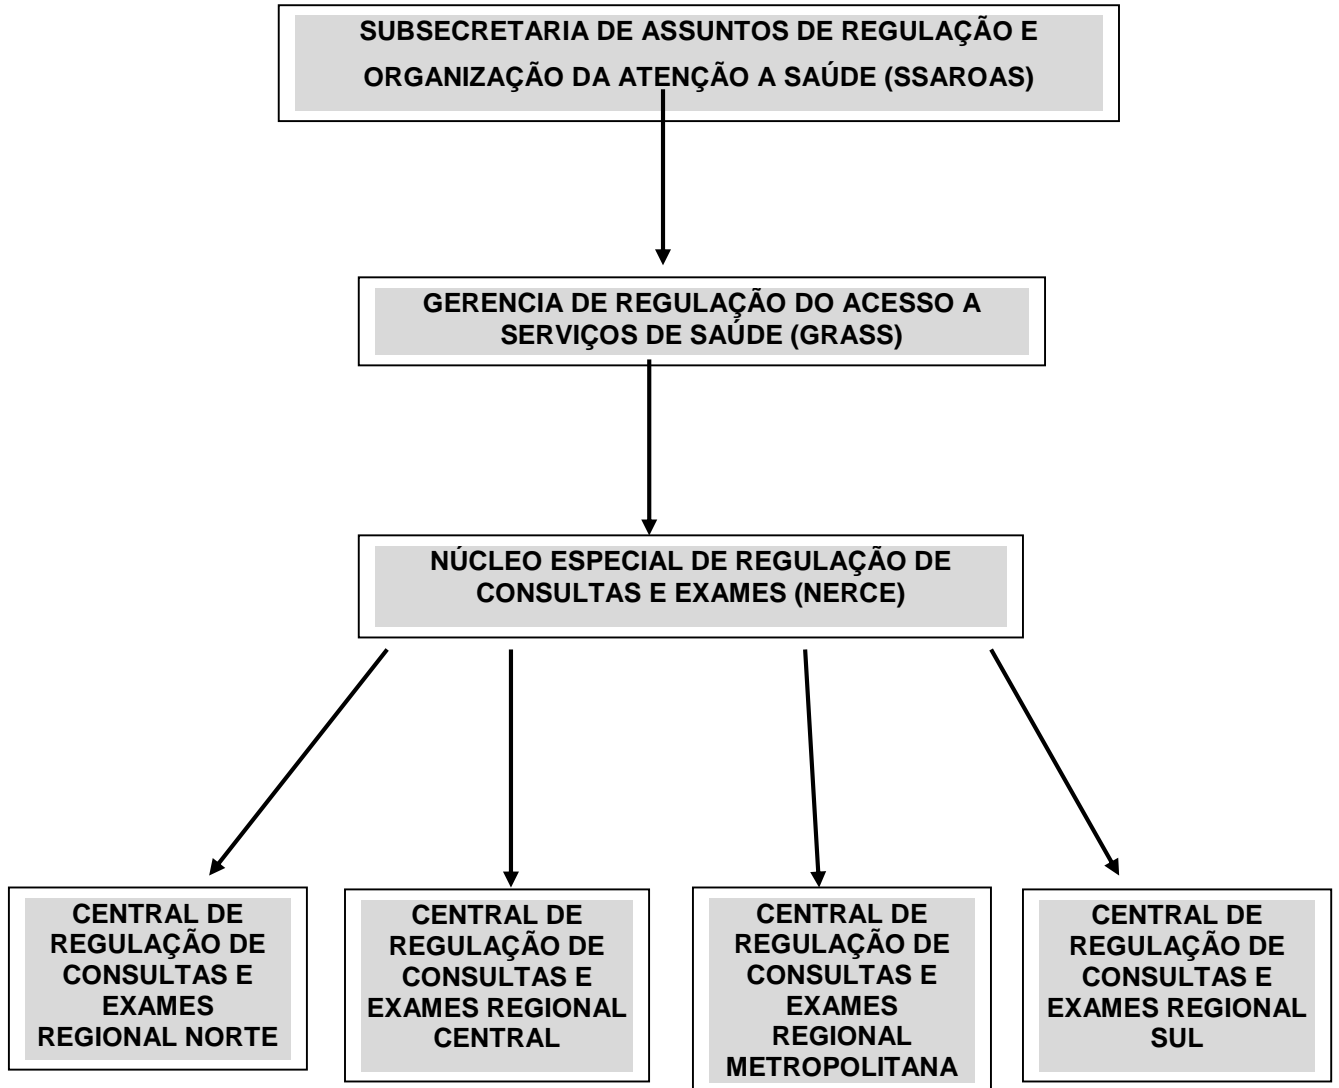 SUBSECRETARIA DE ASSUNTOS DE REGULAÇÃO E
ORGANIZAÇÃO DA ATENÇÃO A SAÚDE (SSAROAS)
GERENCIA DE REGULAÇÃO DO ACESSO A
SERVIÇOS DE SAÚDE (GRASS)
NÚCLEO ESPECIAL DE REGULAÇÃO DE
CONSULTAS E EXAMES (NERCE)
CENTRAL DE
REGULAÇÃO DE
CONSULTAS E
EXAMES
REGIONAL NORTE
CENTRAL DE
REGULAÇÃO DE
CONSULTAS E
EXAMES REGIONAL
CENTRAL
CENTRAL DE
REGULAÇÃO DE
CONSULTAS E
EXAMES
REGIONAL
METROPOLITANA
CENTRAL DE
REGULAÇÃO DE
CONSULTAS E
EXAMES REGIONAL
SUL